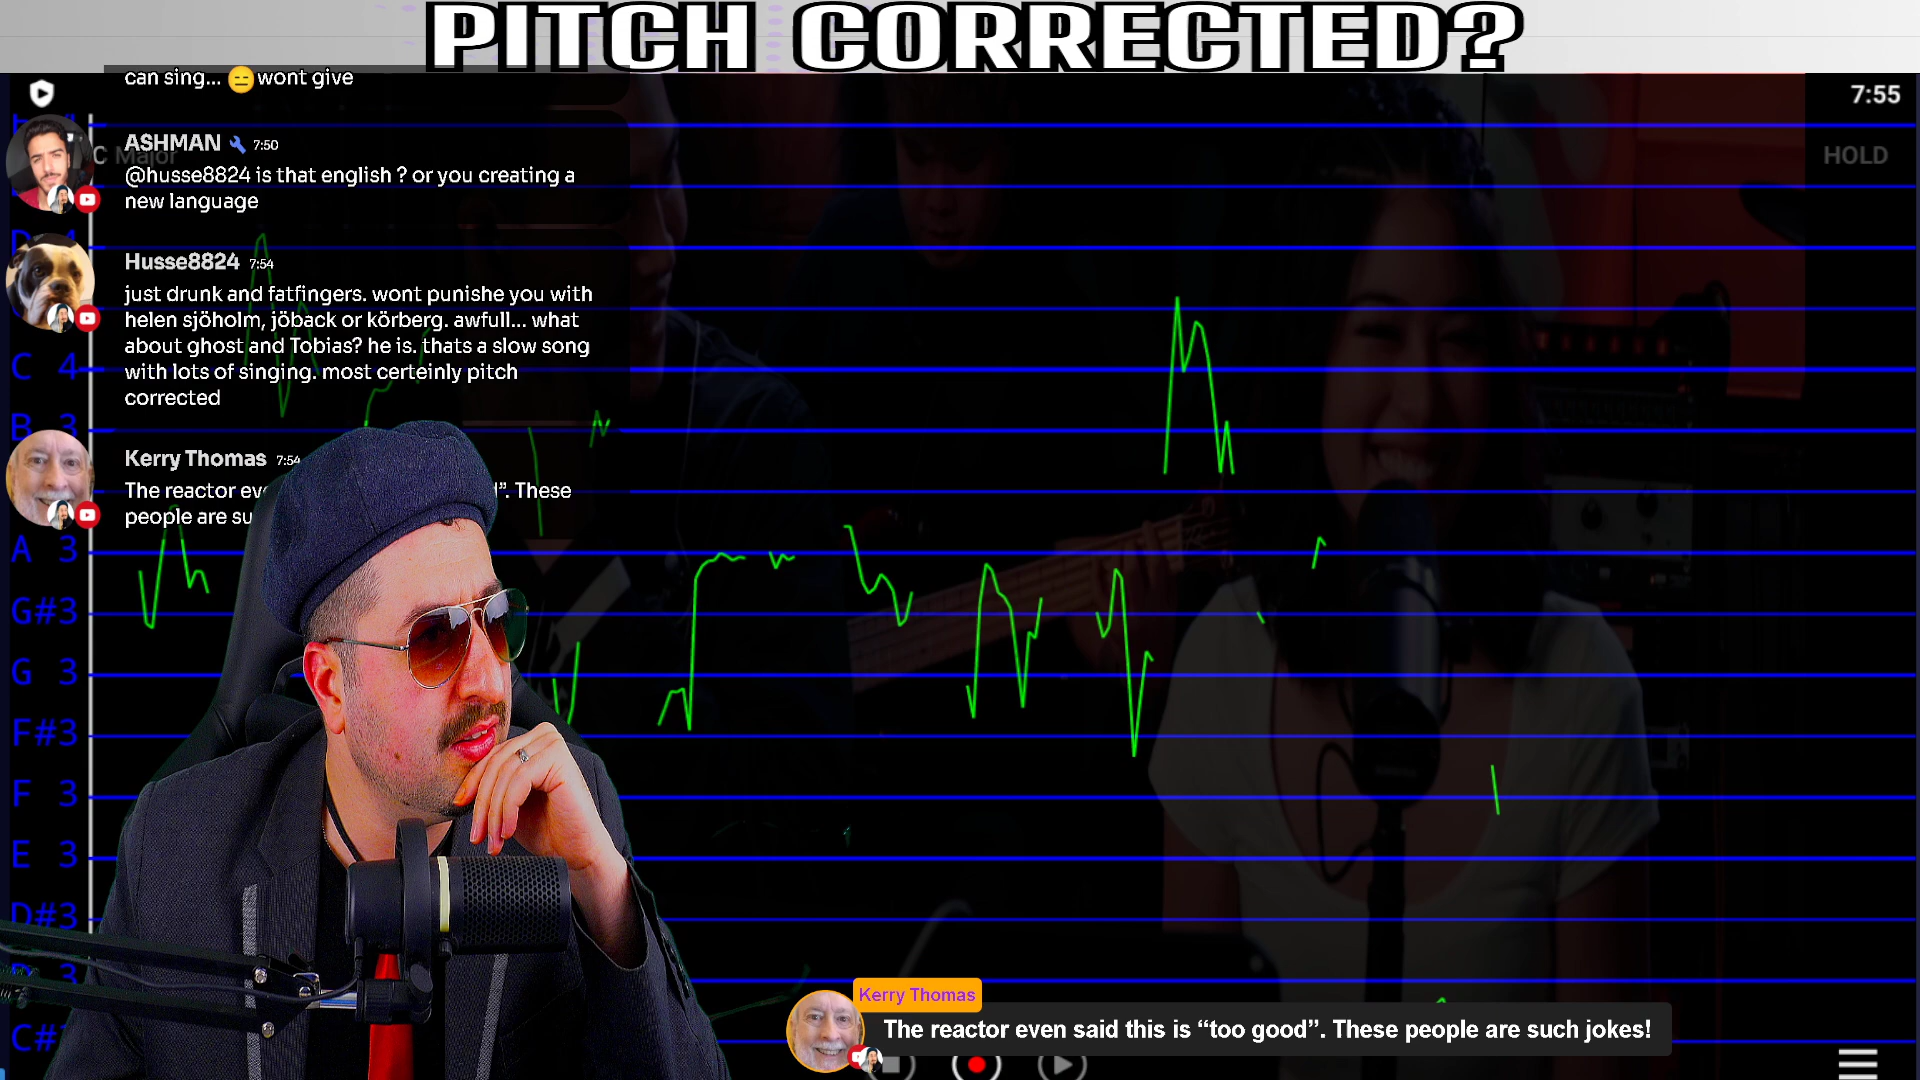 PITCH CORRECTED?
can sing... 😑 wont give
7:55
ASHMAN 7:50
C Major
HOLD
@husse8824 is that english ? or you creating a
new language
Husse8824 7:54
just drunk and fatfingers. wont punishe you with
helen sjöholm, jöback or körberg. awfull... what
about ghost and Tobias? he is. thats a slow song
with lots of singing. most certeinly pitch
corrected
C 4
B 3
Kerry Thomas 7:54
The reactor ev ". These
people are su
A 3
G#3
G 3
F#3
F 3
E 3
D#3
D 3
C#
Kerry Thomas
The reactor even said this is “too good”. These people are such jokes!